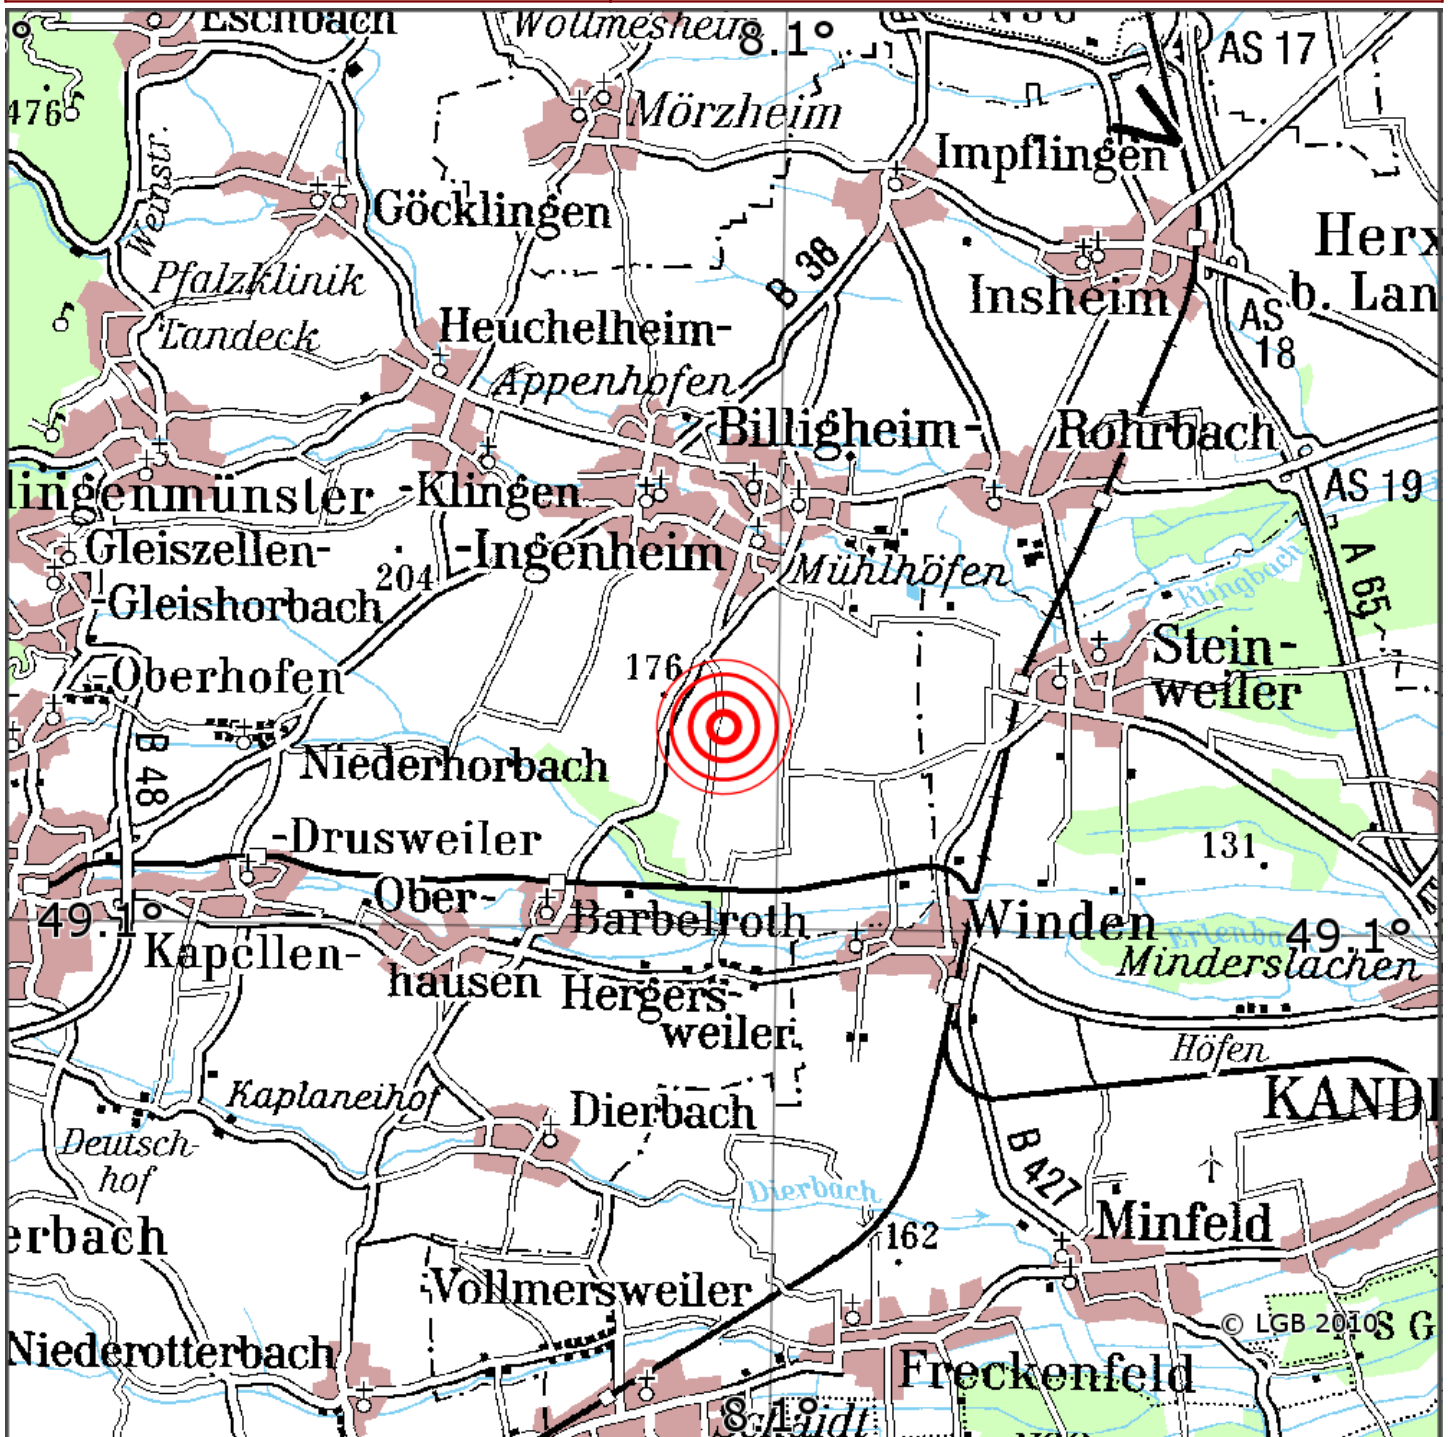 Eschbach
Wollmesheim
8.1°
N S G
AS 17
°
476
Mörzheim
Impflingen
Weinstr.
Göcklingen
Herx
Pfalzklinik
Landeck
B 38
Insheim
b. Lan
AS
18
Heuchelheim-
Appenhofen
Billigheim-
Rohrbach
lingenmünster
-Klingen
AS 19
Gleiszellen-
-Ingenheim
Mühlhöfen
A 65
Klingbach
204
-Gleishorbach
Stein-
weiler
-Oberhofen
176
B 48
Niederhorbach
-Drusweiler
131
Ober-
49.1°
Barbelroth
Winden
Erlenba
49.1°
Kapellen-
hausen
Hergers-
weiler
Minderslachen
Höfen
Kaplaneihof
Dierbach
KANDE
Deutsch-
hof
B 427
Dierbach
erbach
162
Minfeld
Vollmersweiler
© LGB 2010
S G
Niederotterbach
Freckenfeld
8.1°
Schaidt